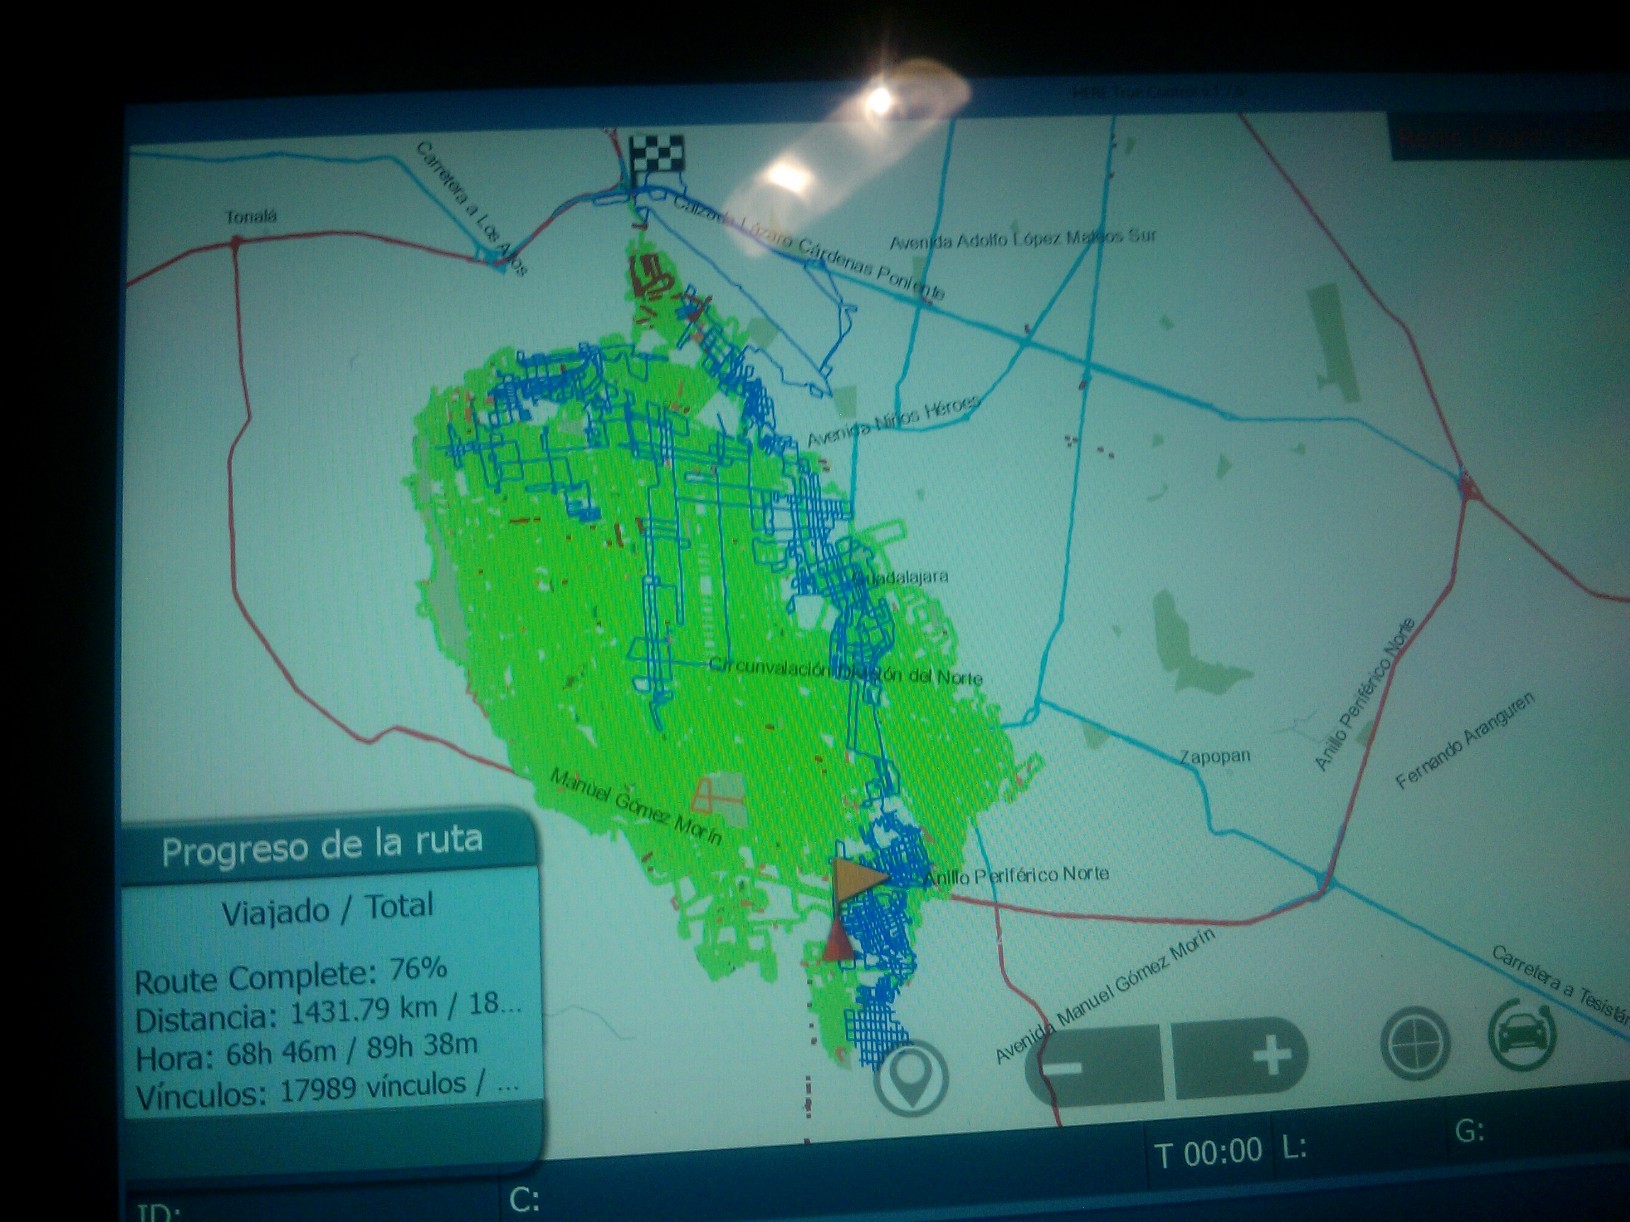 Tonalá
Carretera a Los Altos
Calzada Lázaro Cárdenas Poniente
Avenida Adolfo López Mateos Sur
Avenida Niños Héroes
Guadalajara
Circunvalación División del Norte
Zapopan
Anillo Periférico Norte
Fernando Aranguren
Manuel Gómez Morín
Anillo Periférico Norte
Avenida Manuel Gómez Morín
Carretera a Tesistán
Progreso de la ruta
Viajado / Total
Route Complete: 76%
Distancia: 1431.79 km / 18...
Hora: 68h 46m / 89h 38m
Vínculos: 17989 vínculos / ...
T 00:00 L: G:
ID: C: